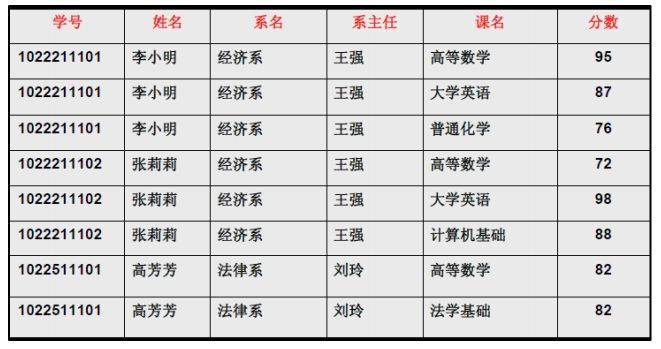 学号 姓名 系名 系主任 课名 分数
1022211101 李小明 经济系 王强 高等数学 95
1022211101 李小明 经济系 王强 大学英语 87
1022211101 李小明 经济系 王强 普通化学 76
1022211102 张莉莉 经济系 王强 高等数学 72
1022211102 张莉莉 经济系 王强 大学英语 98
1022211102 张莉莉 经济系 王强 计算机基础 88
1022511101 高芳芳 法律系 刘玲 高等数学 82
1022511101 高芳芳 法律系 刘玲 法学基础 82